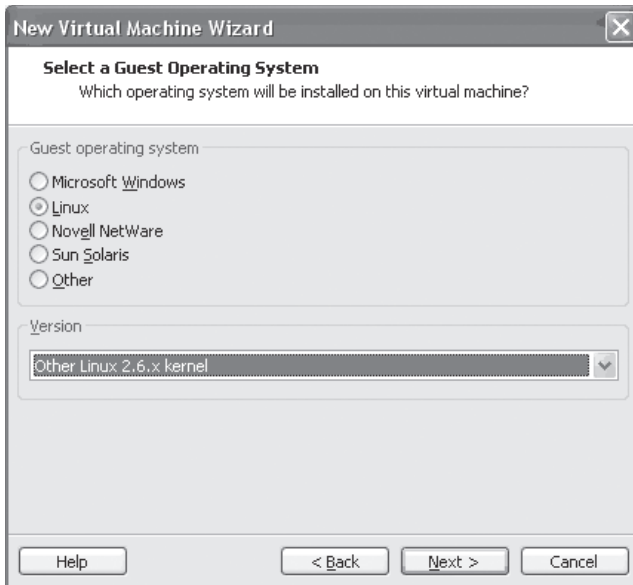 New Virtual Machine Wizard
Select a Guest Operating System
Which operating system will be installed on this virtual machine?
Guest operating system
Microsoft Windows
Linux
Novell NetWare
Sun Solaris
Other
Version
Other Linux 2.6.x kernel
Help
< Back
Next >
Cancel